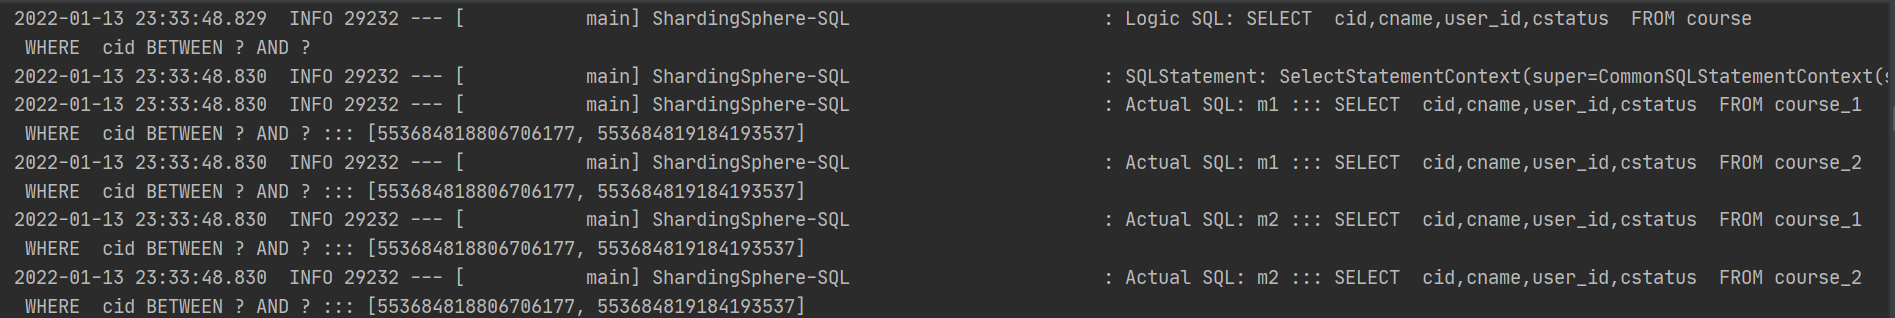 2022-01-13 23:33:48.829  INFO 29232 --- [           main] ShardingSphere-SQL                       : Logic SQL: SELECT  cid,cname,user_id,cstatus  FROM course
 WHERE  cid BETWEEN ? AND ?
2022-01-13 23:33:48.830  INFO 29232 --- [           main] ShardingSphere-SQL                       : SQLStatement: SelectStatementContext(super=CommonSQLStatementContext(
2022-01-13 23:33:48.830  INFO 29232 --- [           main] ShardingSphere-SQL                       : Actual SQL: m1 ::: SELECT  cid,cname,user_id,cstatus  FROM course_1
 WHERE  cid BETWEEN ? AND ? ::: [553684818806706177, 553684819184193537]
2022-01-13 23:33:48.830  INFO 29232 --- [           main] ShardingSphere-SQL                       : Actual SQL: m1 ::: SELECT  cid,cname,user_id,cstatus  FROM course_2
 WHERE  cid BETWEEN ? AND ? ::: [553684818806706177, 553684819184193537]
2022-01-13 23:33:48.830  INFO 29232 --- [           main] ShardingSphere-SQL                       : Actual SQL: m2 ::: SELECT  cid,cname,user_id,cstatus  FROM course_1
 WHERE  cid BETWEEN ? AND ? ::: [553684818806706177, 553684819184193537]
2022-01-13 23:33:48.830  INFO 29232 --- [           main] ShardingSphere-SQL                       : Actual SQL: m2 ::: SELECT  cid,cname,user_id,cstatus  FROM course_2
 WHERE  cid BETWEEN ? AND ? ::: [553684818806706177, 553684819184193537]